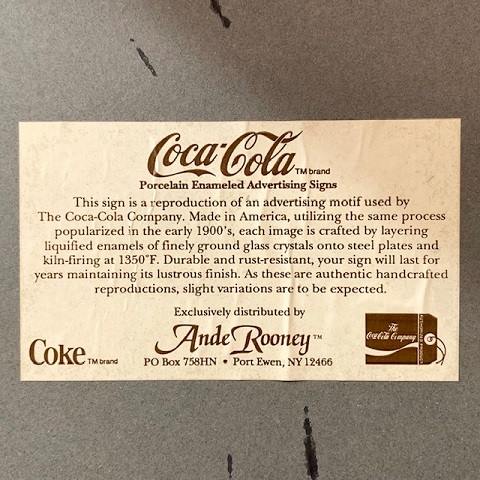 Coca-Cola TM brand
Porcelain Enameled Advertising Signs
This sign is a reproduction of an advertising motif used by
The Coca-Cola Company. Made in America, utilizing the same process
popularized in the early 1900's, each image is crafted by layering
liquified enamels of finely ground glass crystals onto steel plates and
kiln-firing at 1350°F. Durable and rust-resistant, your sign will last for
years maintaining its lustrous finish. As these are authentic handcrafted
reproductions, slight variations are to be expected.
Exclusively distributed by
Ande Rooney™
PO Box 758HN • Port Ewen, NY 12466
Coke TM brand
The
Coca-Cola Company